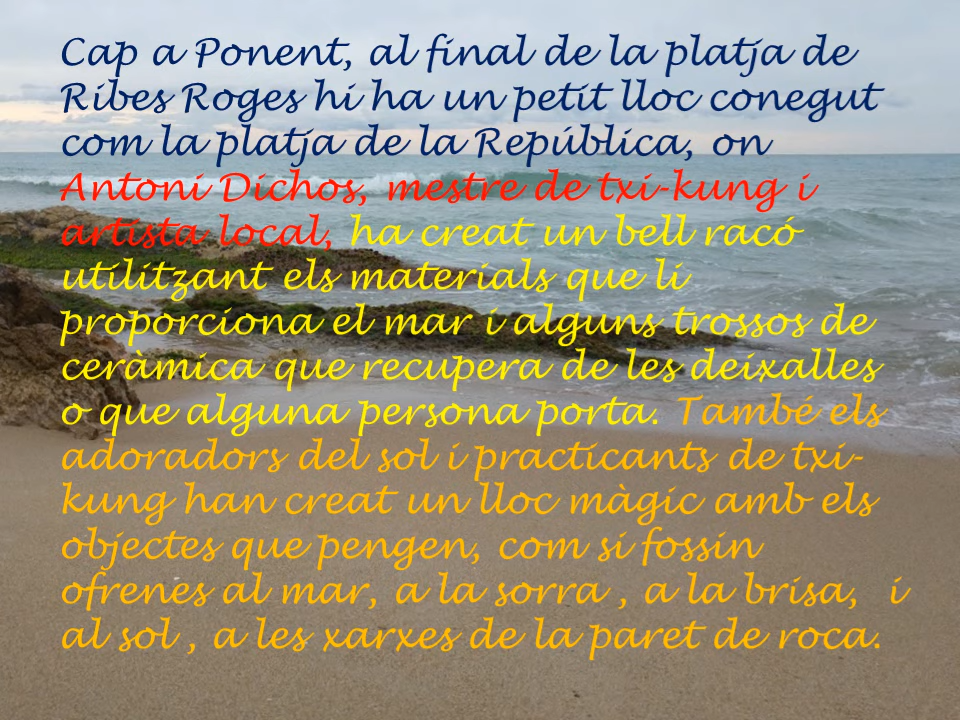 Cap a Ponent, al final de la platja de
Ribes Roges hi ha un petit lloc conegut
com la platja de la República, on
Antoni Dichos, mestre de txi-kung i
artista local, ha creat un bell racó
utilitzant els materials que li
proporciona el mar i alguns trossos de
ceràmica que recupera de les deixalles
o que alguna persona porta. També els
adoradors del sol i practicants de txi-
kung han creat un lloc màgic amb els
objectes que pengen, com si fossin
ofrenes al mar, a la sorra , a la brisa, i
al sol , a les xarxes de la paret de roca.